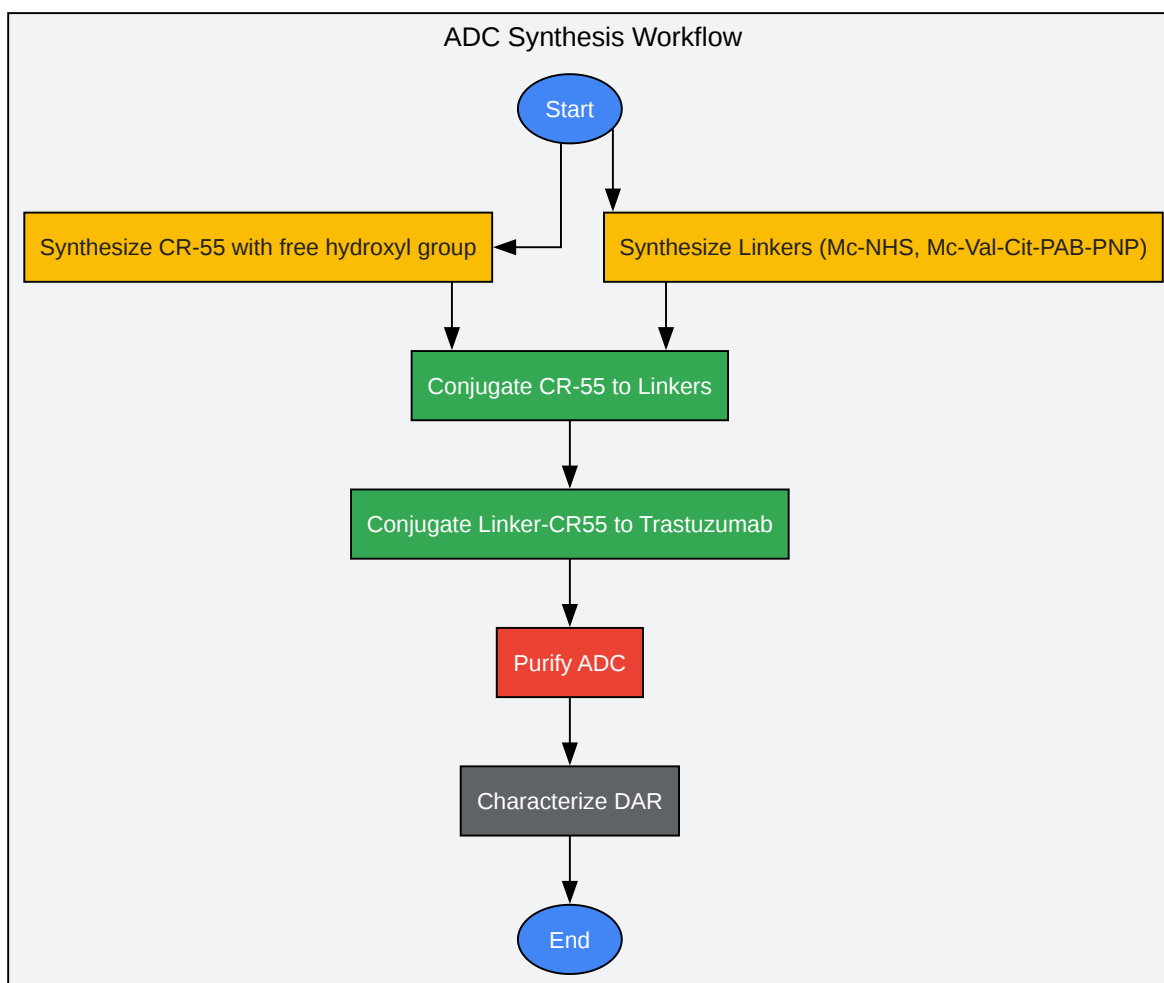 ADC Synthesis Workflow
Start
Synthesize CR-55 with free hydroxyl group
Synthesize Linkers (Mc-NHS, Mc-Val-Cit-PAB-PNP)
Conjugate CR-55 to Linkers
Conjugate Linker-CR55 to Trastuzumab
Purify ADC
Characterize DAR
End